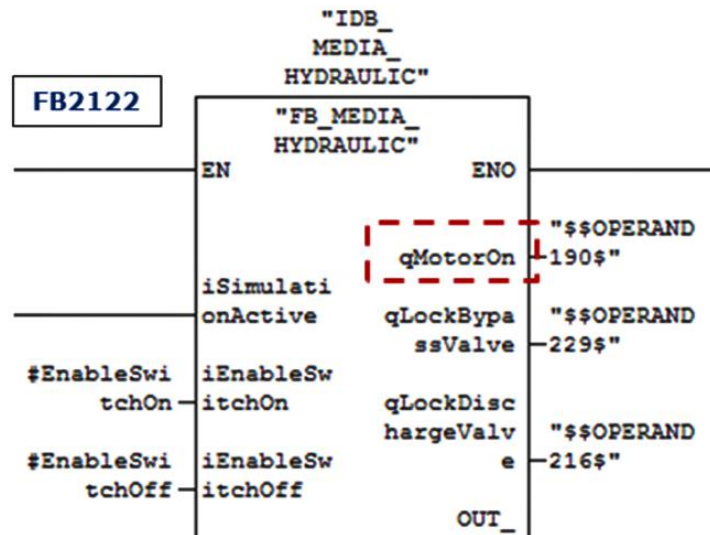 "IDB_
MEDIA_
HYDRAULIC"
FB2122
"FB_MEDIA_
HYDRAULIC"
EN ENO
"$$OPERAND
qMotorOn 190$"
iSimulati
onActive
qLockBypa "$$OPERAND
ssValve 229$"
#EnableSwi iEnableSw
tchOn itchOn
qLockDisc
hargeValv "$$OPERAND
e 216$"
#EnableSwi iEnableSw
tchOff itchOff
OUT_